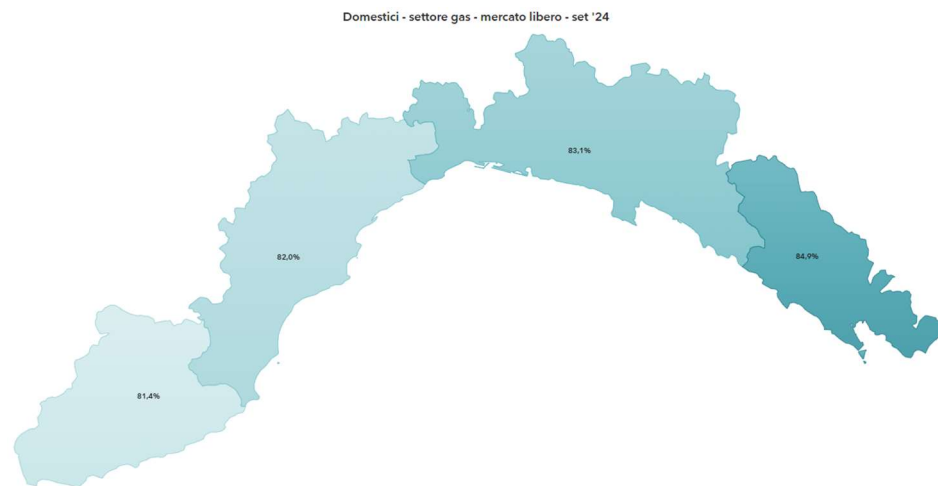 Domestici - settore gas - mercato libero - set '24
83,1%
82,0%
84,9%
81,4%